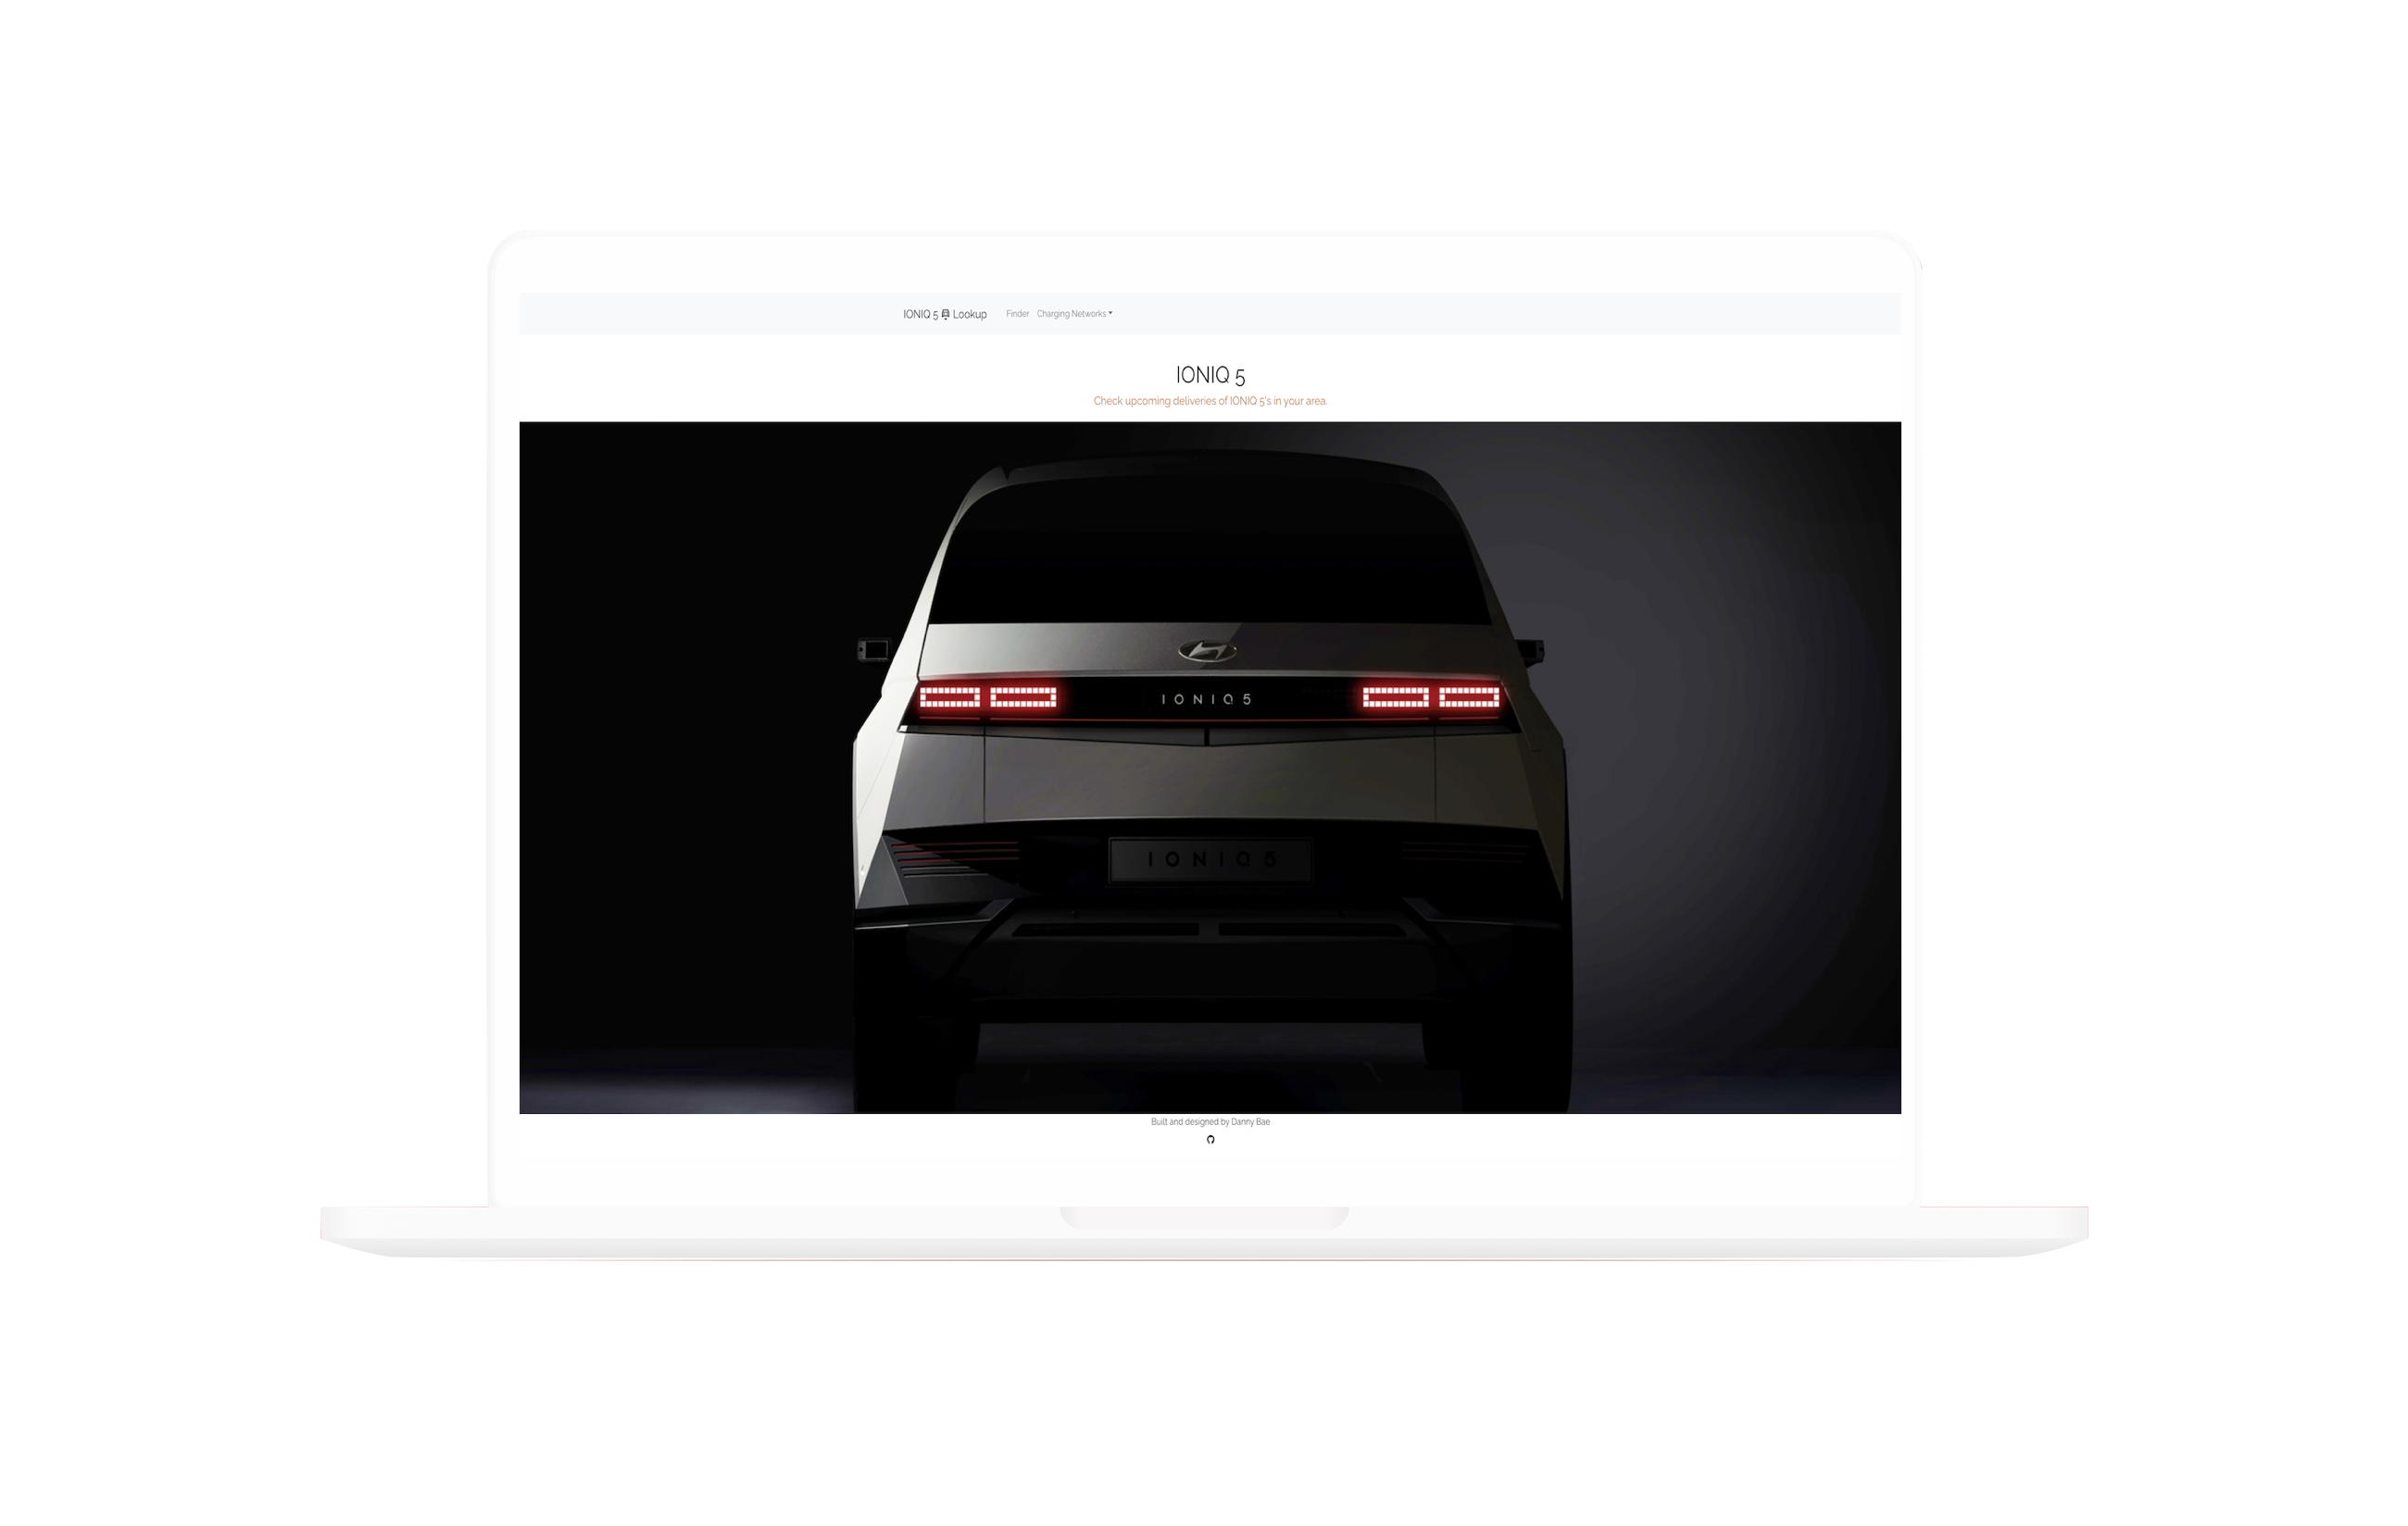 IONIQ 5 Lookup Finder Charging Networks
IONIQ 5
Check upcoming deliveries of IONIQ 5's in your area.
IONIQ 5
IONIQ 5
Built and designed by Danny Bae